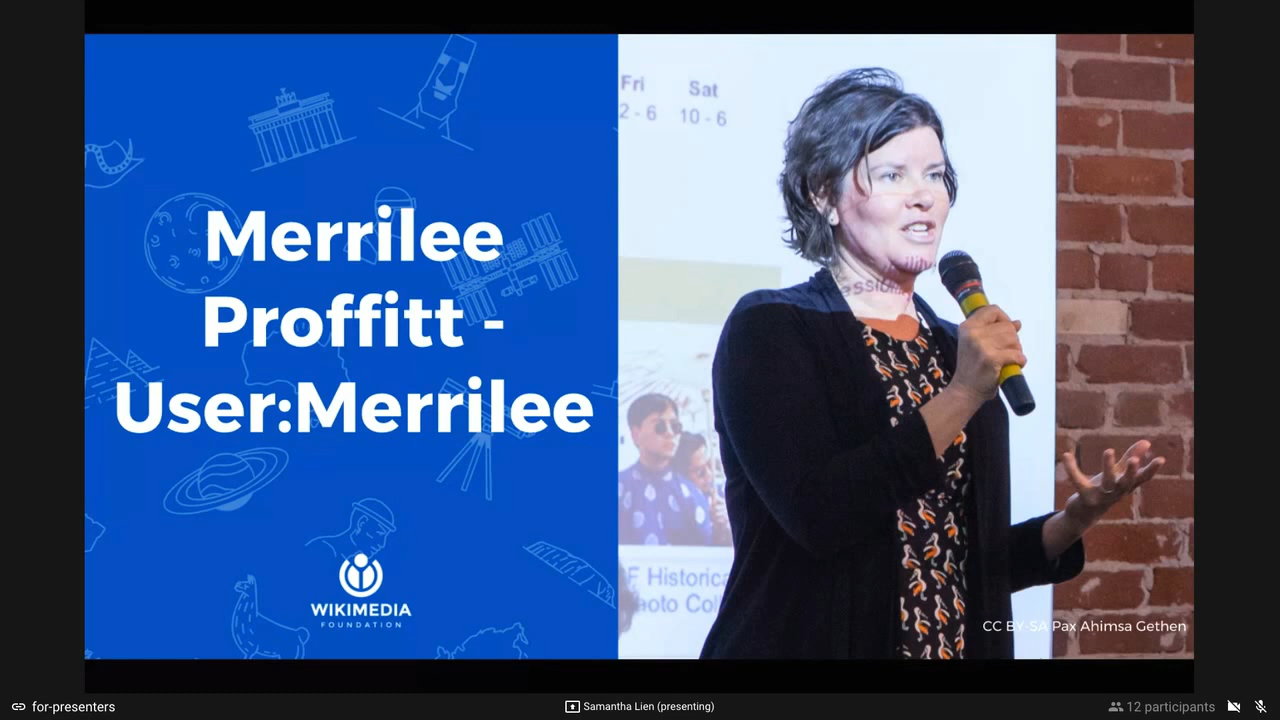 Merrilee
Proffitt -
User:Merrilee
WIKIMEDIA
FOUNDATION
Fri Sat
2 - 6 10 - 6
F Historica
oto Col
CC BY-SA Pax Ahimsa Gethen
for-presenters
Samantha Lien (presenting)
12 participants